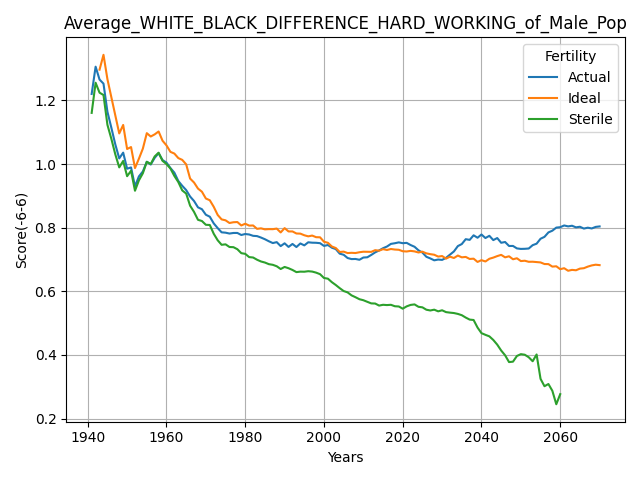 Average_WHITE_BLACK_DIFFERENCE_HARD_WORKING_of_Male_Pop
Fertility
Actual
Ideal
Sterile
Score(-6-6)
1.2
1.0
0.8
0.6
0.4
0.2
1940 1960 1980 2000 2020 2040 2060
Years